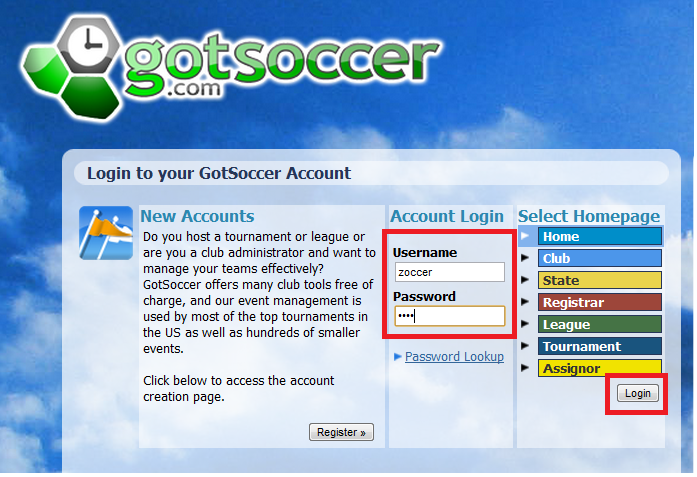 gotsoccer
.com
Login to your GotSoccer Account
New Accounts
Do you host a tournament or league or
are you a club administrator and want to
manage your teams effectively?
GotSoccer offers many club tools free of
charge, and our event management is
used by most of the top tournaments in
the US as well as hundreds of smaller
events.
Click below to access the account
creation page.
Register »
Account Login
Username
zoccer
Password
••••
Password Lookup
Select Homepage
Home
Club
State
Registrar
League
Tournament
Assignor
Login